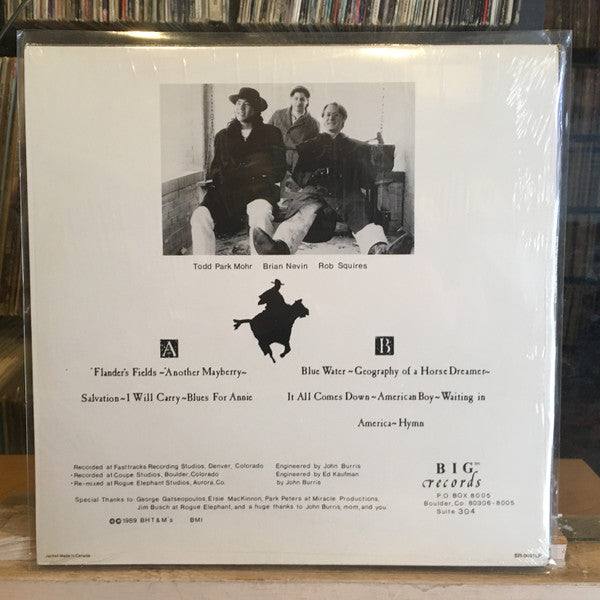 Todd Park Mohr Brian Nevin Rob Squires
A
B
"Flander's Fields ~ *Another Mayberry ~
Salvation ~ I Will Carry ~ Blues For Annie
Blue Water ~ Geography of a Horse Dreamer ~
It All Comes Down ~ American Boy ~ Waiting in
America ~ Hymn
Recorded at Fasttracks Recording Studios, Denver, Colorado Engineered by John Burris
• Recorded at Coupe Studios, Boulder, Colorado Engineered by Ed Kaufman
• Re-mixed at Rogue Elephant Studios, Aurora, Co. by John Burris
Special Thanks to George Gatseopoulos, Elsie MacKinnon, Park Peters at Miracle Productions,
Jim Busch at Rogue Elephant, and a huge thanks to John Burris, mom, and you.
©℗1989 BHT&M's BMI
BIG
records
P.O. BOX 8005
Boulder, Co. 80306-8005
Suite 304
Jacket Made In Canada